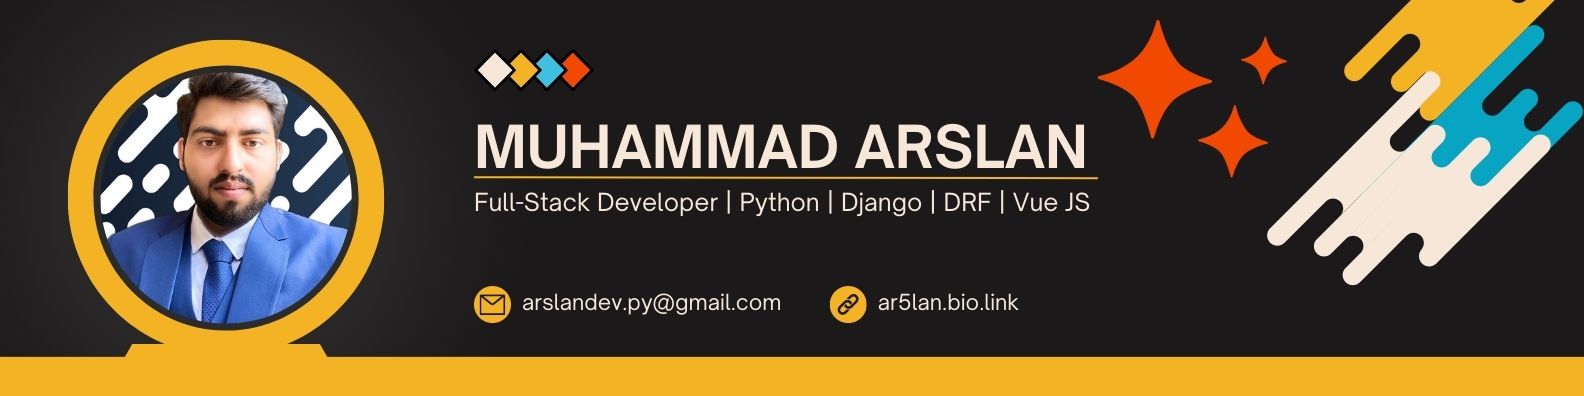 MUHAMMAD ARSLAN
Full-Stack Developer | Python | Django | DRF | Vue JS
arslandev.py@gmail.com
ar5lan.bio.link